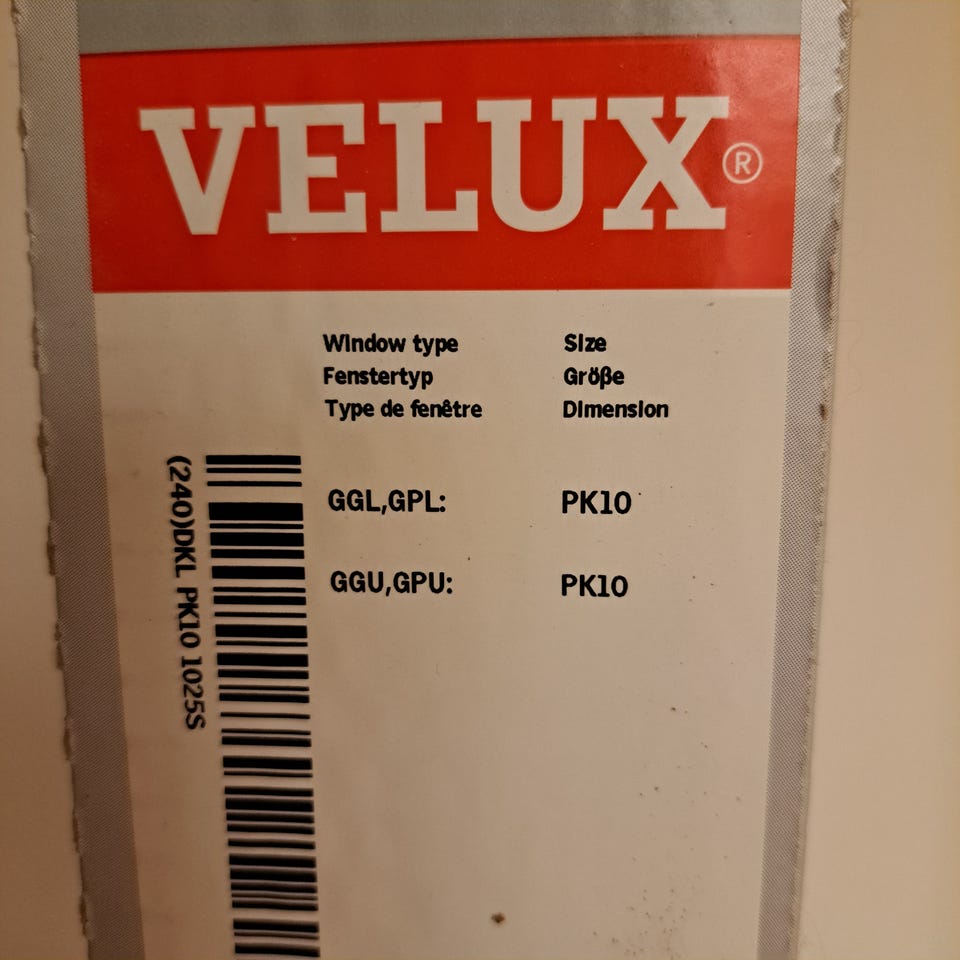 VELUX®
Window type Size
Fenstertyp Größe
Type de fenêtre Dimension
GGL,GPL: PK10
GGU,GPU: PK10
(240)DKL PK10 1025S